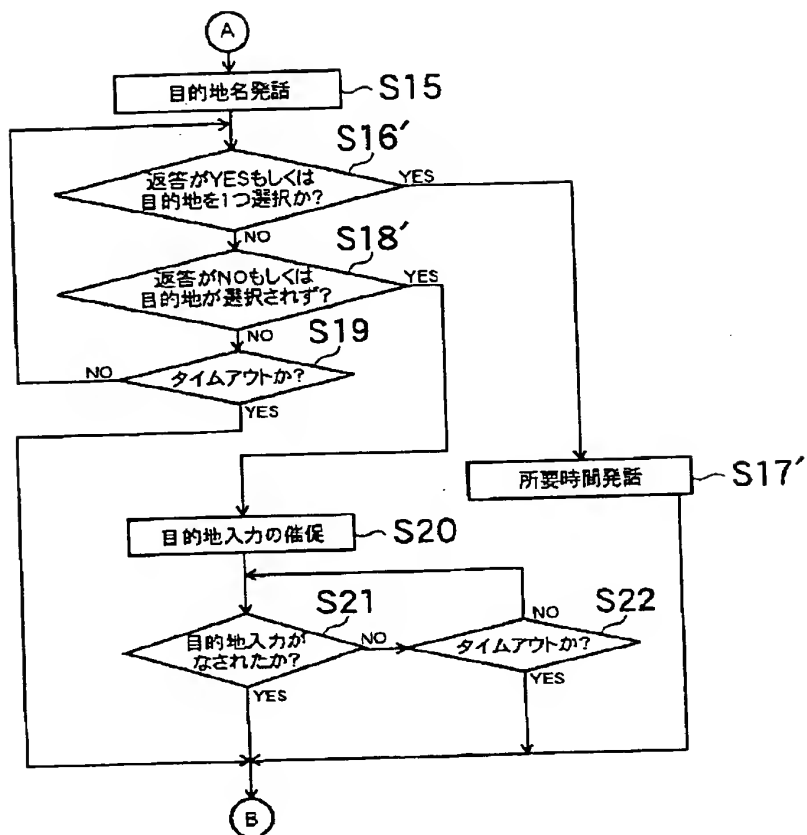 A
目的地名発話
S15
S16′
返答がYESもしくは
目的地を1つ選択か?
YES
NO
S18′
返答がNOもしくは
目的地が選択されず?
YES
NO
S19
タイムアウトか?
NO
YES
所要時間発話
S17′
目的地入力の催促
S20
S21
目的地入力が
なされたか?
NO
YES
S22
タイムアウトか?
NO
YES
B